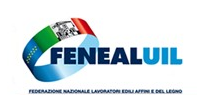 FENEALUIL
FEDERAZIONE NAZIONALE LAVORATORI EDILI AFFINI E DEL LEGNO